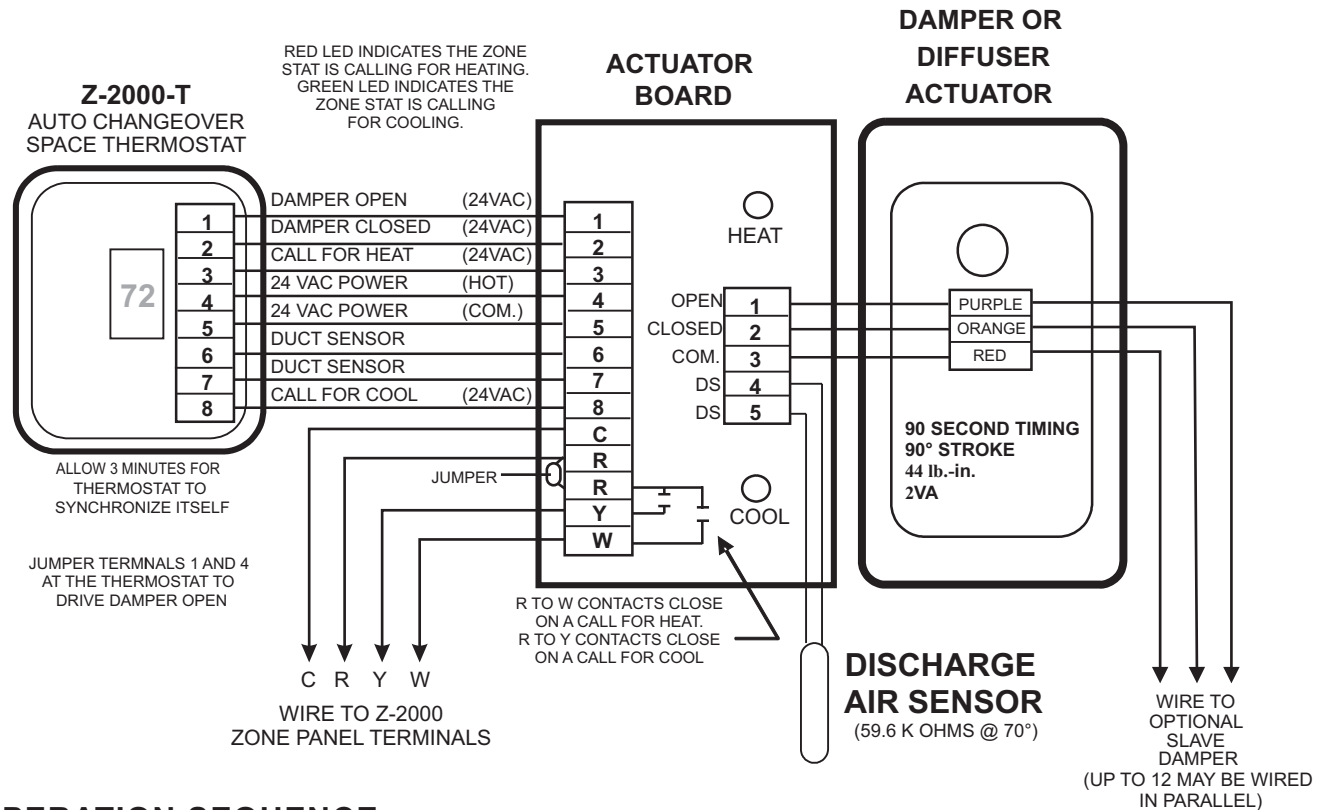 DAMPER OR
DIFFUSER
ACTUATOR
RED LED INDICATES THE ZONE
STAT IS CALLING FOR HEATING.
GREEN LED INDICATES THE
ZONE STAT IS CALLING
FOR COOLING.
ACTUATOR
BOARD
Z-2000-T
AUTO CHANGEOVER
SPACE THERMOSTAT
72
1
2
3
4
5
6
7
8
DAMPER OPEN (24VAC)
DAMPER CLOSED (24VAC)
CALL FOR HEAT (24VAC)
24 VAC POWER (HOT)
24 VAC POWER (COM.)
DUCT SENSOR
DUCT SENSOR
CALL FOR COOL (24VAC)
1
2
3
4
5
6
7
8
C
R
R
Y
W
JUMPER
HEAT
COOL
OPEN 1
CLOSED 2
COM. 3
DS 4
DS 5
PURPLE
ORANGE
RED
90 SECOND TIMING
90° STROKE
44 lb.-in.
2VA
ALLOW 3 MINUTES FOR
THERMOSTAT TO
SYNCHRONIZE ITSELF
JUMPER TERMNALS 1 AND 4
AT THE THERMOSTAT TO
DRIVE DAMPER OPEN
R TO W CONTACTS CLOSE
ON A CALL FOR HEAT.
R TO Y CONTACTS CLOSE
ON A CALL FOR COOL
C R Y W
WIRE TO Z-2000
ZONE PANEL TERMINALS
DISCHARGE
AIR SENSOR
(59.6 K OHMS @ 70°)
WIRE TO
OPTIONAL
SLAVE
DAMPER
(UP TO 12 MAY BE WIRED
IN PARALLEL)